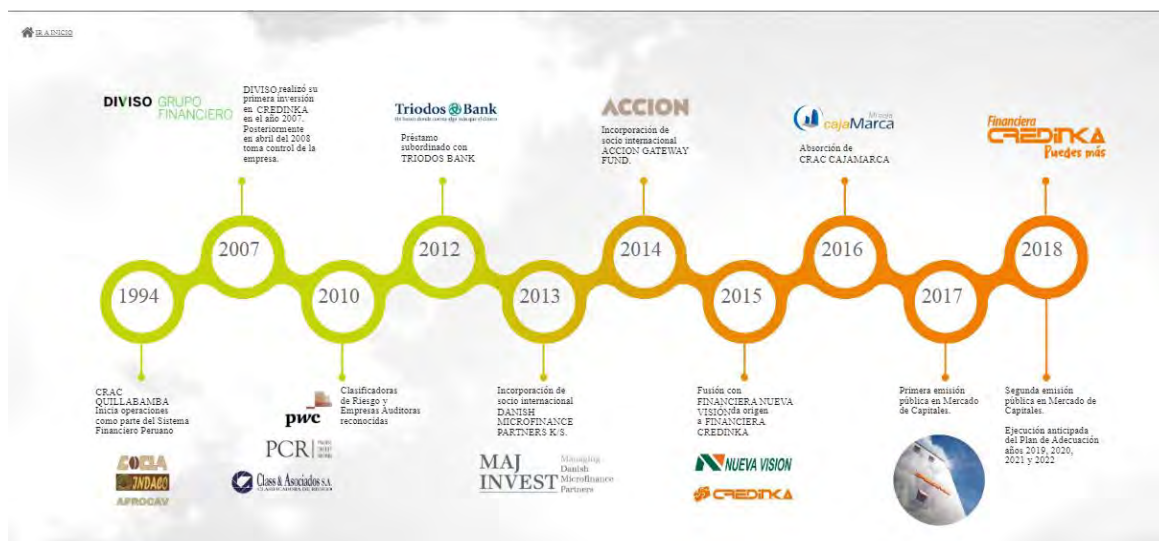 IR A INICIO
DIVISO GRUPO
FINANCIERO
DIVISO realizó su
primera inversión
en CREDINKA
en el año 2007.
Posteriormente
en abril del 2008
toma control de la
empresa.
Triodos Bank
Préstamo
subordinado con
TRIODOS BANK
ACCION
Incorporación de
socio internacional
ACCION GATEWAY
FUND.
cajaMarca
Absorción de
CRAC CAJAMARCA
Financiera
CREDINKA
Puedes más
1994
2007
2010
2012
2013
2014
2015
2016
2017
2018
CRAC
QUILLABAMBA
Inicia operaciones
como parte del Sistema
Financiero Peruano
COCLA
INDACO
AFROCAV
pwc
PCR
Class & Asociados S.A.
CLASIFICADORA DE RIESGO
Clasificadoras
de Riesgo y
Empresas Auditoras
reconocidas
Incorporación de
socio internacional
DANISH
MICROFINANCE
PARTNERS K/S.
MAJ
INVEST
Managing
Danish
Microfinance
Partners
Fusión con
FINANCIERA NUEVA
VISIÓN da origen
a FINANCIERA
CREDINKA
NUEVA VISION
CREDINKA
Primera emisión
pública en Mercado
de Capitales.
Segunda emisión
pública en Mercado de
Capitales.
Ejecución anticipada
del Plan de Adecuación
años 2019, 2020,
2021 y 2022